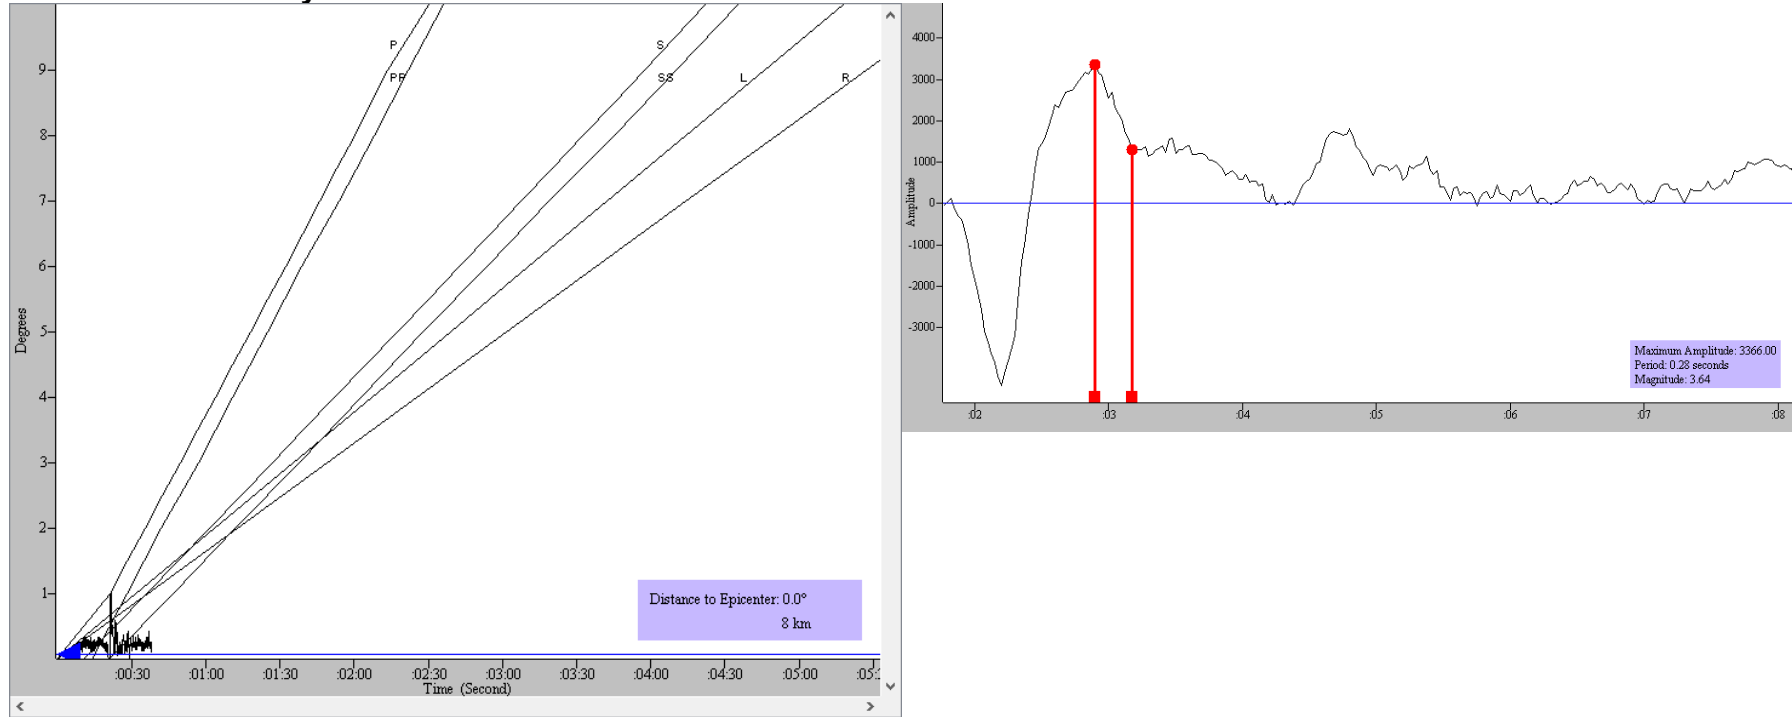 P
S
PP
SS
L
R
9
8
7
6
5
4
3
2
1
Degrees
Distance to Epicenter: 0.0°
8 km
:00:30
:01:00
:01:30
:02:00
:02:30
:03:00
:03:30
:04:00
:04:30
:05:00
Time (Second)
4000
3000
2000
1000
0
-1000
-2000
-3000
Amplitude
Maximum Amplitude: 3366.00
Period: 0.28 seconds
Magnitude: 3.64
:02
:03
:04
:05
:06
:07
:08